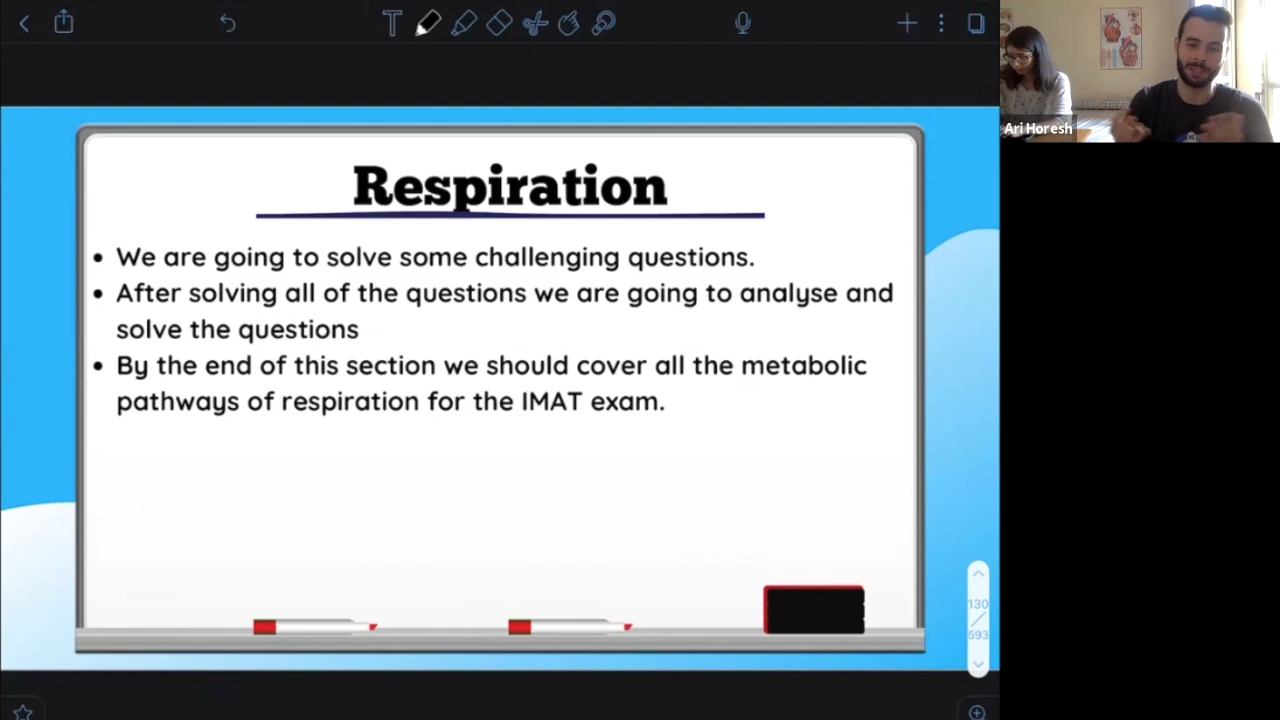 Respiration
We are going to solve some challenging questions.
After solving all of the questions we are going to analyse and
solve the questions
By the end of this section we should cover all the metabolic
pathways of respiration for the IMAT exam.
130
593
Ari Horesh